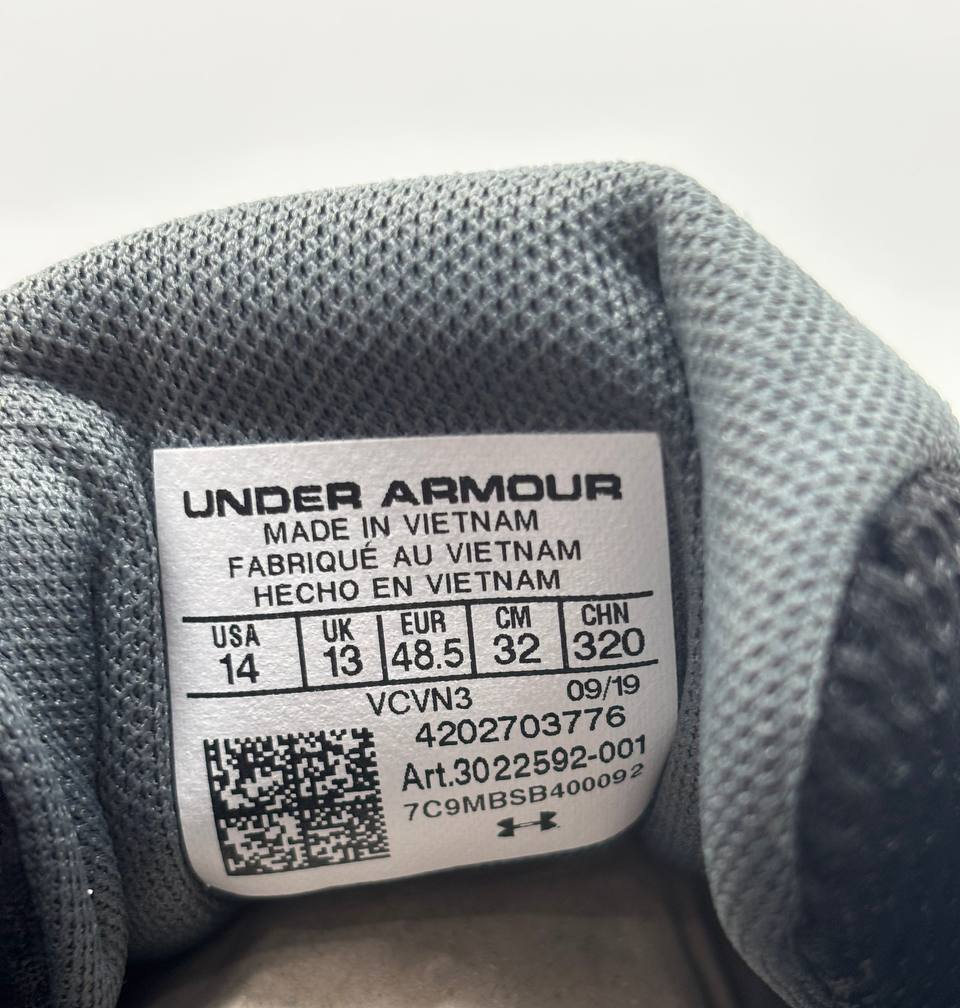 UNDER ARMOUR
MADE IN VIETNAM
FABRIQUÉ AU VIETNAM
HECHO EN VIETNAM
USA UK EUR CM CHN
14 13 48.5 32 320
VCVN3 09/19
4202703776
Art.3022592-001
7C9MBSB400092